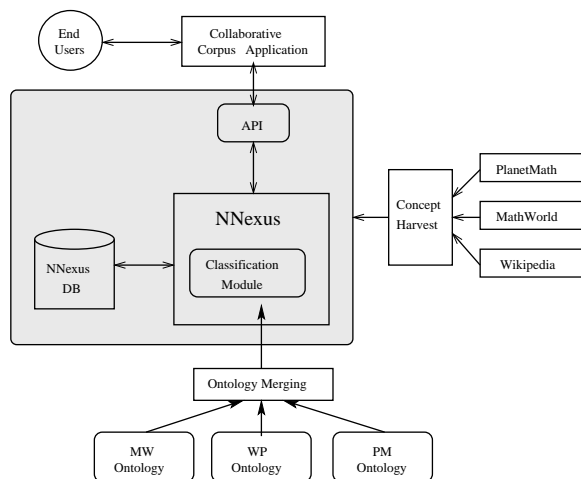 End
Users
Collaborative
Corpus Application
API
NNexus
Classification
Module
NNexus
DB
Concept
Harvest
PlanetMath
MathWorld
Wikipedia
Ontology Merging
MW
Ontology
WP
Ontology
PM
Ontology